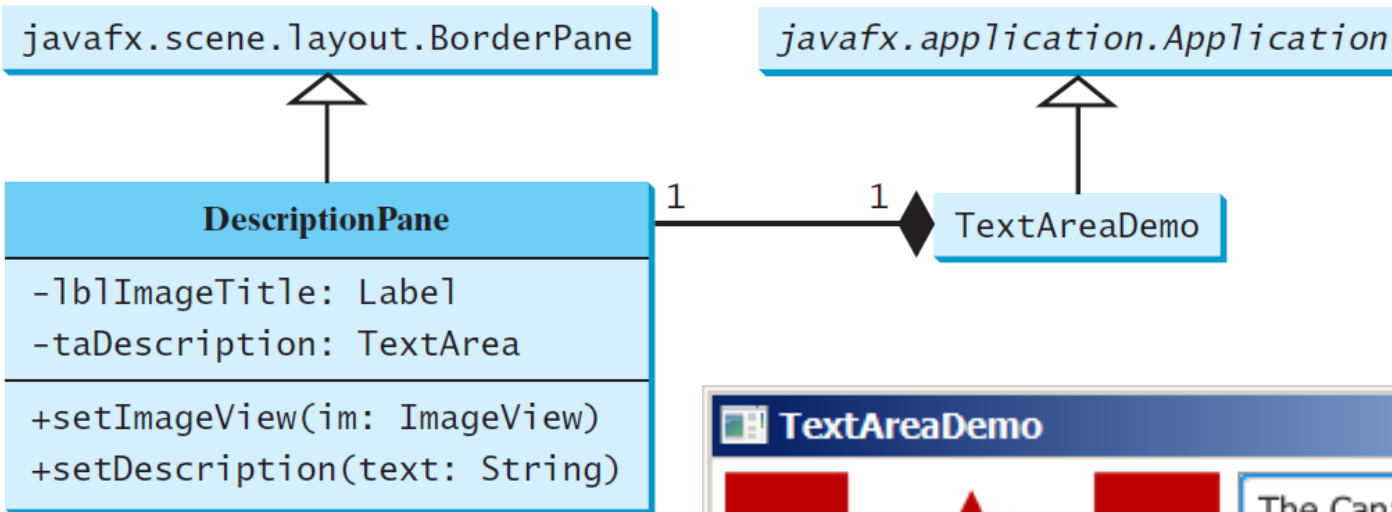 javafx.scene.layout.BorderPane
javafx.application.Application
DescriptionPane
-lblImageTitle: Label
-taDescription: TextArea
+setImageView(im: ImageView)
+setDescription(text: String)
1
1
TextAreaDemo
TextAreaDemo
The